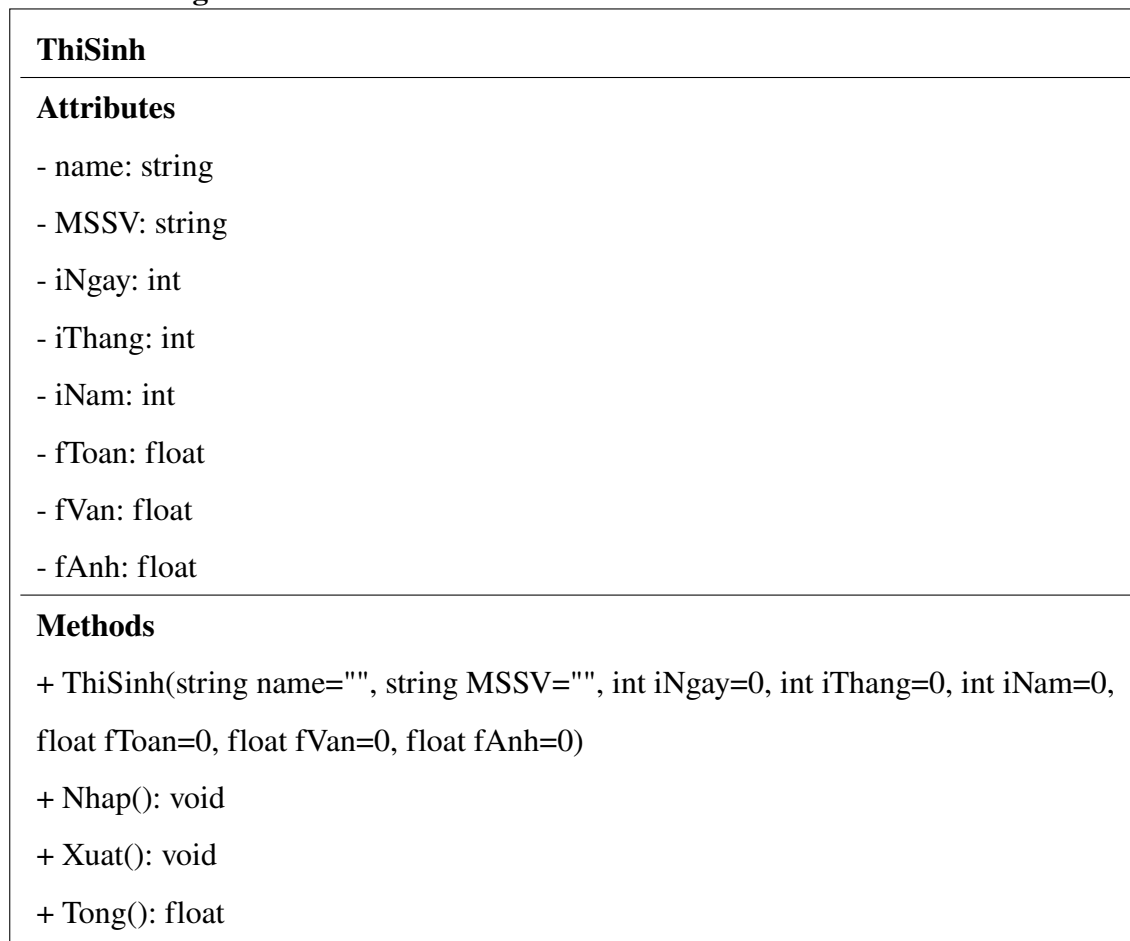 ThiSinh
Attributes
- name: string
- MSSV: string
- iNgay: int
- iThang: int
- iNam: int
- fToan: float
- fVan: float
- fAnh: float
Methods
+ ThiSinh(string name="", string MSSV="", int iNgay=0, int iThang=0, int iNam=0,
float fToan=0, float fVan=0, float fAnh=0)
+ Nhap(): void
+ Xuat(): void
+ Tong(): float